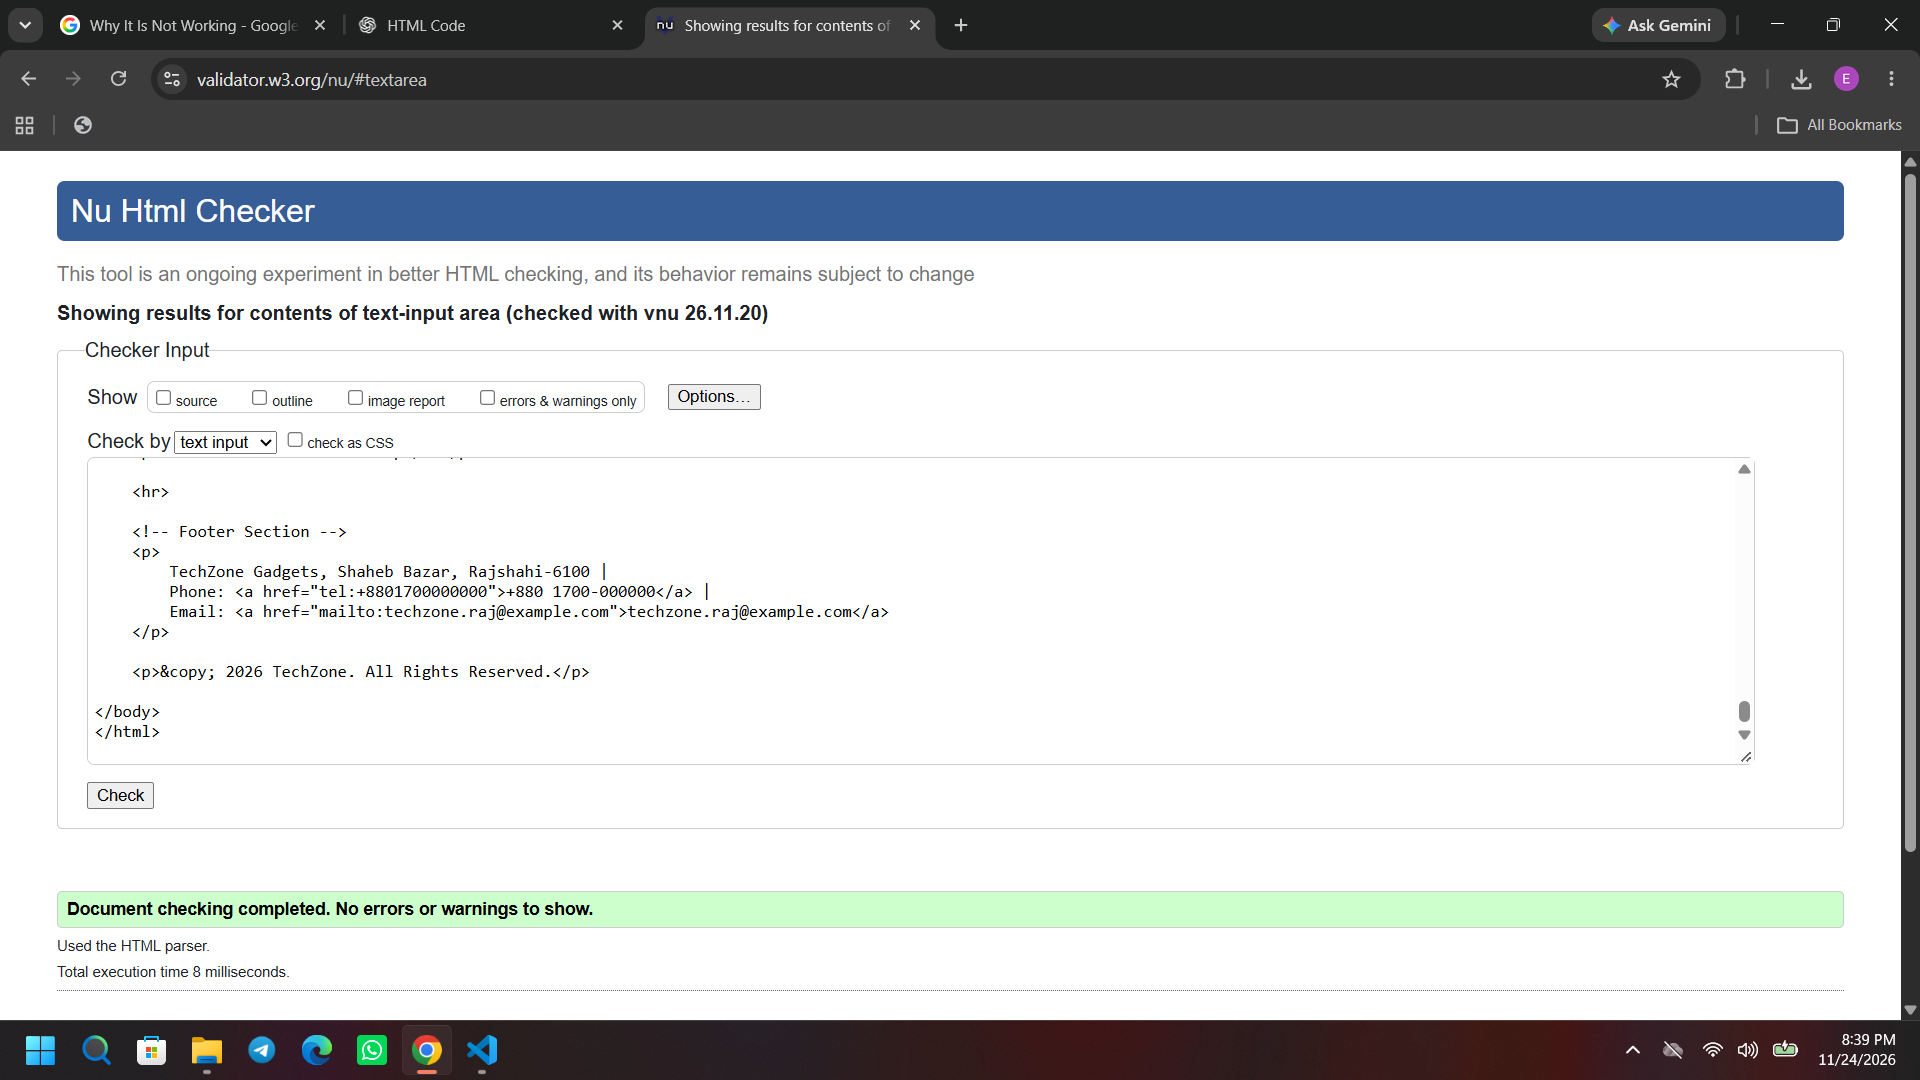 Why It Is Not Working - Google
HTML Code
nu Showing results for contents of
Ask Gemini
validator.w3.org/nu/#textarea
E
All Bookmarks
Nu Html Checker
This tool is an ongoing experiment in better HTML checking, and its behavior remains subject to change
Showing results for contents of text-input area (checked with vnu 26.11.20)
Checker Input
Show source outline image report errors & warnings only Options...
Check by text input check as CSS
<hr>
<!-- Footer Section -->
<p>
TechZone Gadgets, Shaheb Bazar, Rajshahi-6100 |
Phone: <a href="tel:+8801700000000">+880 1700-000000</a> |
Email: <a href="mailto:techzone.raj@example.com">techzone.raj@example.com</a>
</p>
<p>&copy; 2026 TechZone. All Rights Reserved.</p>
</body>
</html>
Check
Document checking completed. No errors or warnings to show.
Used the HTML parser.
Total execution time 8 milliseconds.
8:39 PM
11/24/2026